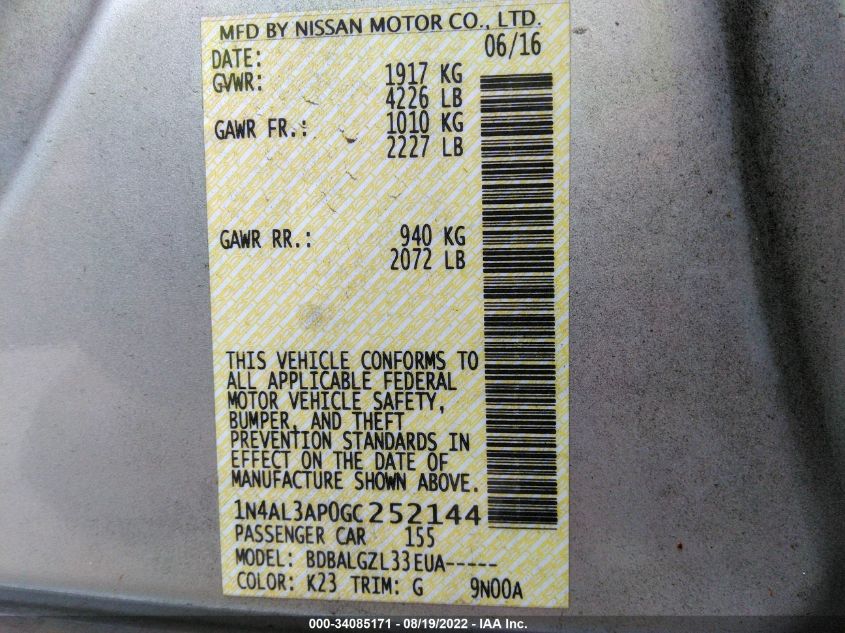 MFD BY NISSAN MOTOR CO., LTD.
DATE: 06/16
GVWR: 1917 KG
4226 LB
GAWR FR.: 1010 KG
2227 LB
GAWR RR.: 940 KG
2072 LB
THIS VEHICLE CONFORMS TO
ALL APPLICABLE FEDERAL
MOTOR VEHICLE SAFETY,
BUMPER, AND THEFT
PREVENTION STANDARDS IN
EFFECT ON THE DATE OF
MANUFACTURE SHOWN ABOVE.
1N4AL3AP0GC252144
PASSENGER CAR 155
MODEL: BDBALGZL33EUA-----
COLOR: K23 TRIM: G 9N00A
000-34085171 - 08/19/2022 - IAA Inc.